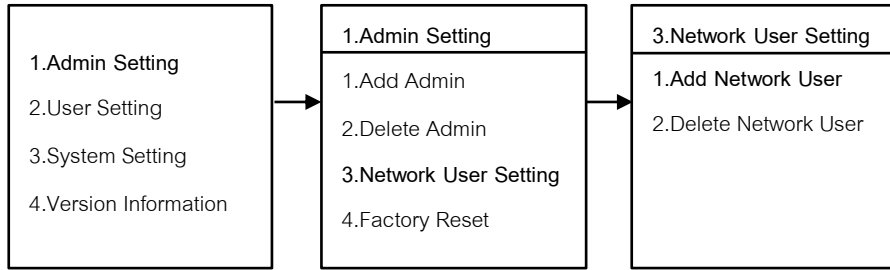 1.Admin Setting
2.User Setting
3.System Setting
4.Version Information
1.Admin Setting
1.Add Admin
2.Delete Admin
3.Network User Setting
4.Factory Reset
3.Network User Setting
1.Add Network User
2.Delete Network User